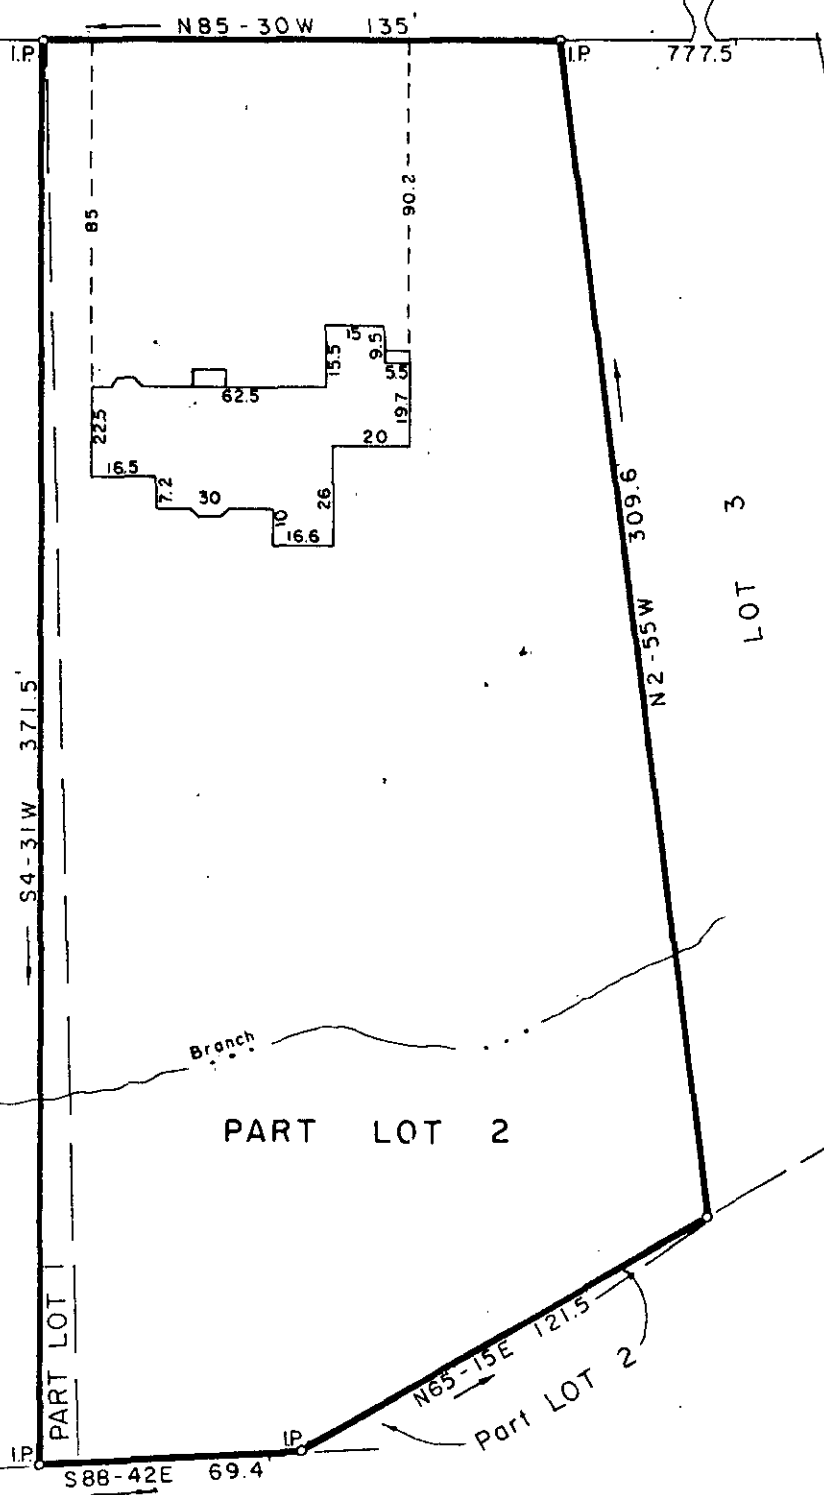 N85-30W 135'
I.P.
I.P.
777.5'
85
90.2
15
9.5
15.5
5.5
62.5
19.7
22.5
20
16.5
7.2
30
26
10
16.6
309.6
N2-55W
LOT 3
S4-31W 371.5'
Branch
PART LOT 2
PART LOT 1
N65-15E 121.5
Part LOT 2
I.P.
I.P.
S88-42E 69.4'